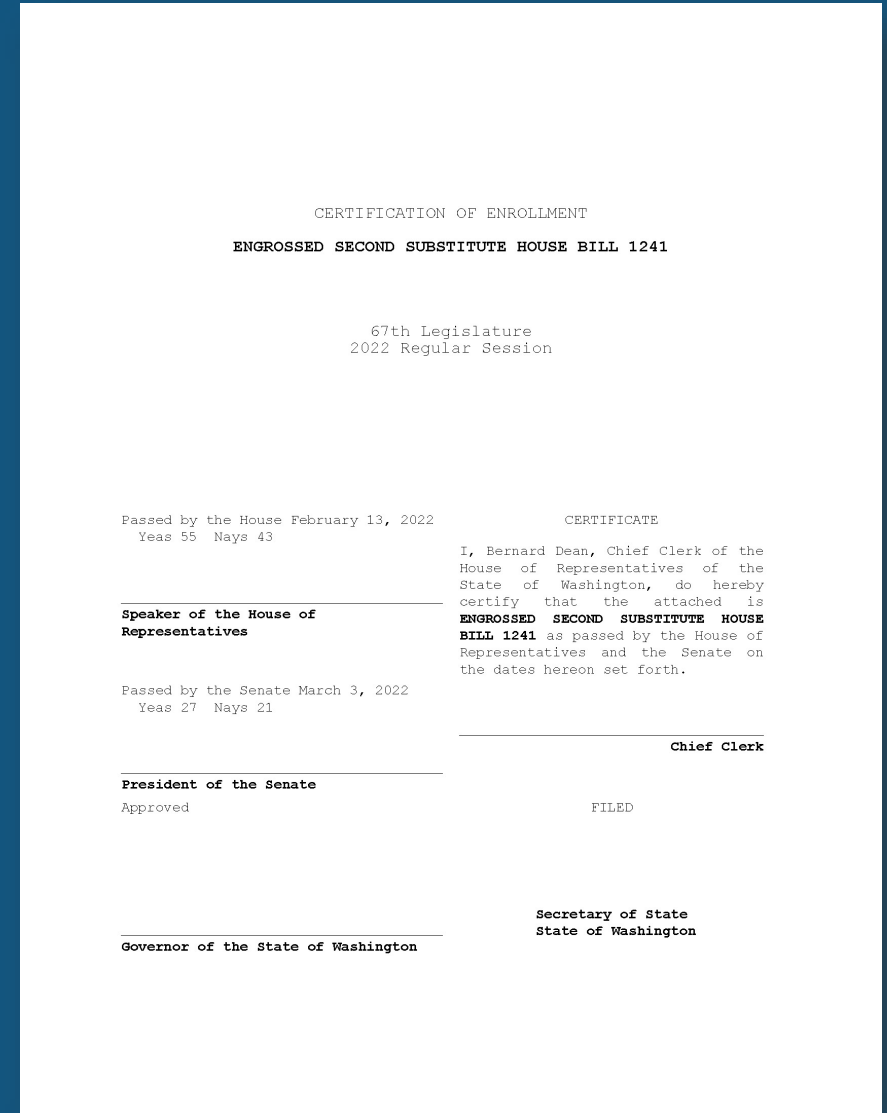 CERTIFICATION OF ENROLLMENT
ENGROSSED SECOND SUBSTITUTE HOUSE BILL 1241
67th Legislature
2022 Regular Session
Passed by the House February 13, 2022
Yeas 55  Nays 43
Speaker of the House of
Representatives
Passed by the Senate March 3, 2022
Yeas 27  Nays 21
President of the Senate
CERTIFICATE
I, Bernard Dean, Chief Clerk of the
House of Representatives of the
State of Washington, do hereby
certify that the attached is
ENGROSSED SECOND SUBSTITUTE HOUSE
BILL 1241 as passed by the House of
Representatives and the Senate on
the dates hereon set forth.
Chief Clerk
Approved
FILED
Governor of the State of Washington
Secretary of State
State of Washington